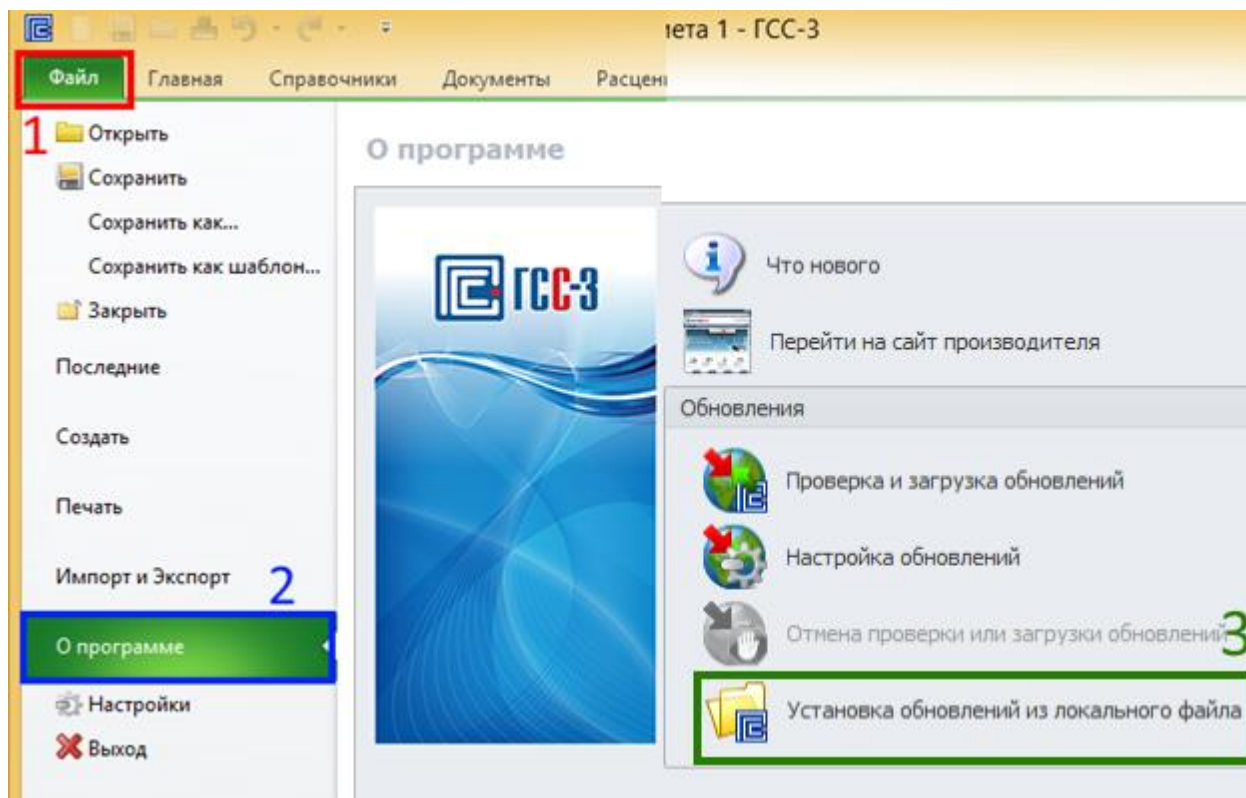 иета 1 - ГСС-3
Файл Главная Справочники Документы Расцен
1
Открыть
Сохранить
Сохранить как...
Сохранить как шаблон...
Закрыть
Последние
Создать
Печать
Импорт и Экспорт
2
О программе
Настройки
Выход
О программе
ГСС-3
Что нового
Перейти на сайт производителя
Обновления
Проверка и загрузка обновлений
Настройка обновлений
Отмена проверки или загрузки обновлений
3
Установка обновлений из локального файла